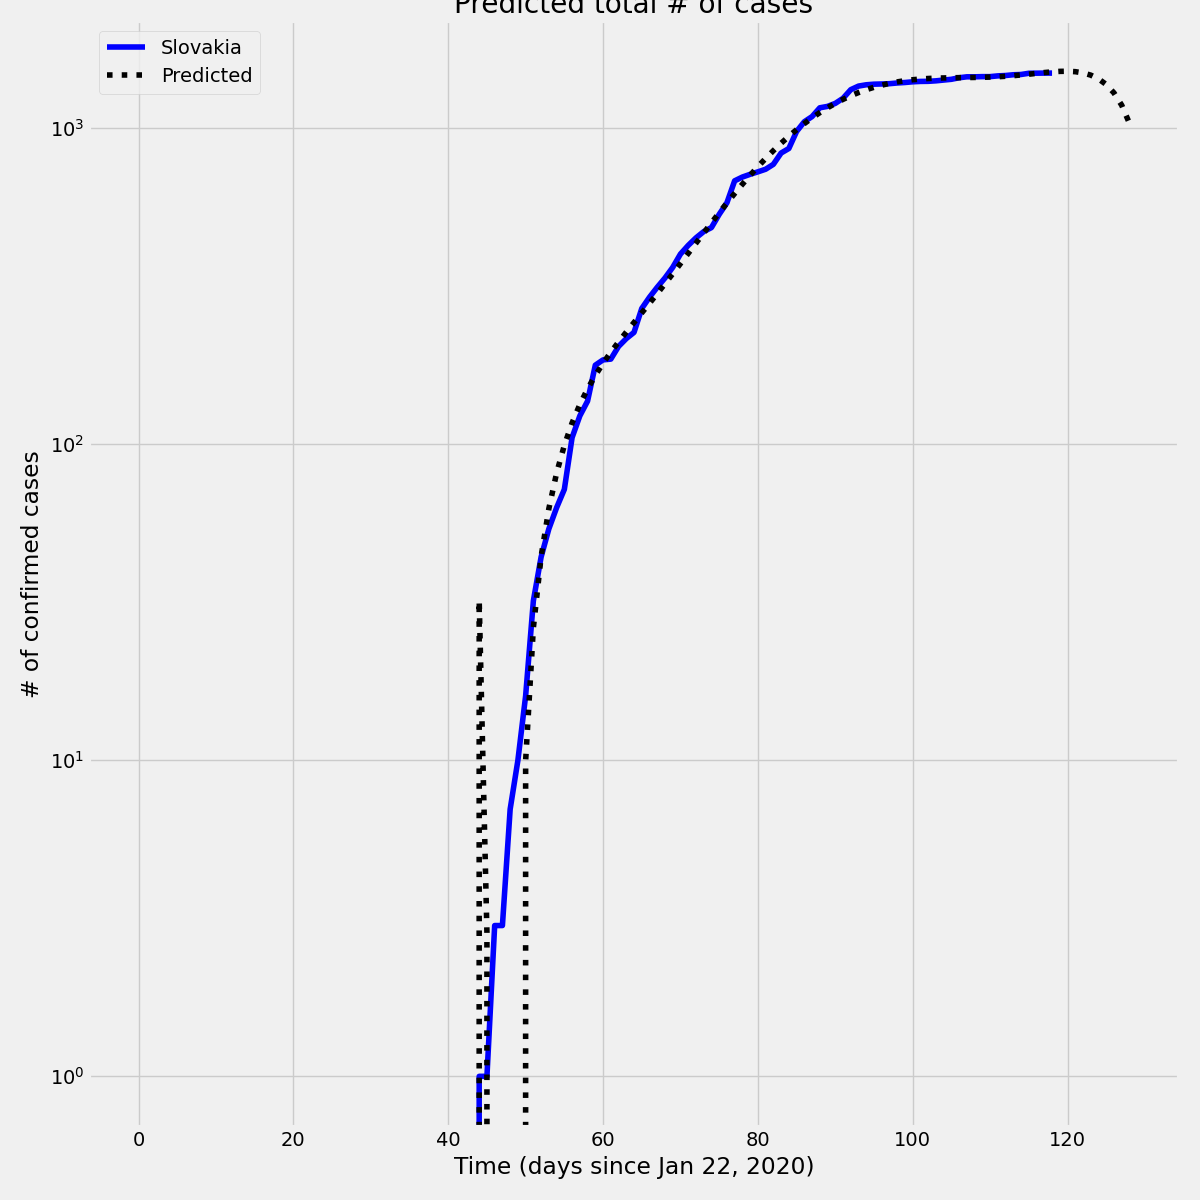 Predicted total # of cases
Slovakia
Predicted
# of confirmed cases
10³
10²
10¹
10⁰
0 20 40 60 80 100 120
Time (days since Jan 22, 2020)